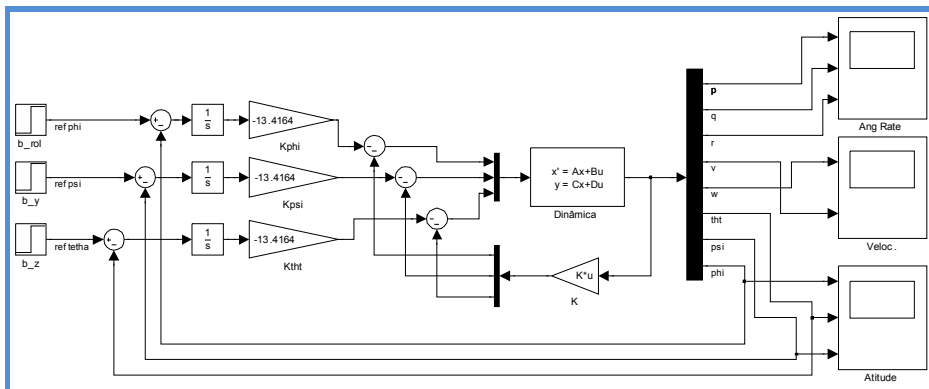 b_rol
ref phi
+
-
1
s
-13.4164
Kphi
-
-
b_y
ref psi
+
-
1
s
-13.4164
Kpsi
-
-
b_z
ref tetha
+
-
1
s
-13.4164
Ktht
-
-
x' = Ax+Bu
y = Cx+Du
Dinâmica
K*u
K
p
q
r
v
w
tht
psi
phi
Ang Rate
Veloc .
Atitude